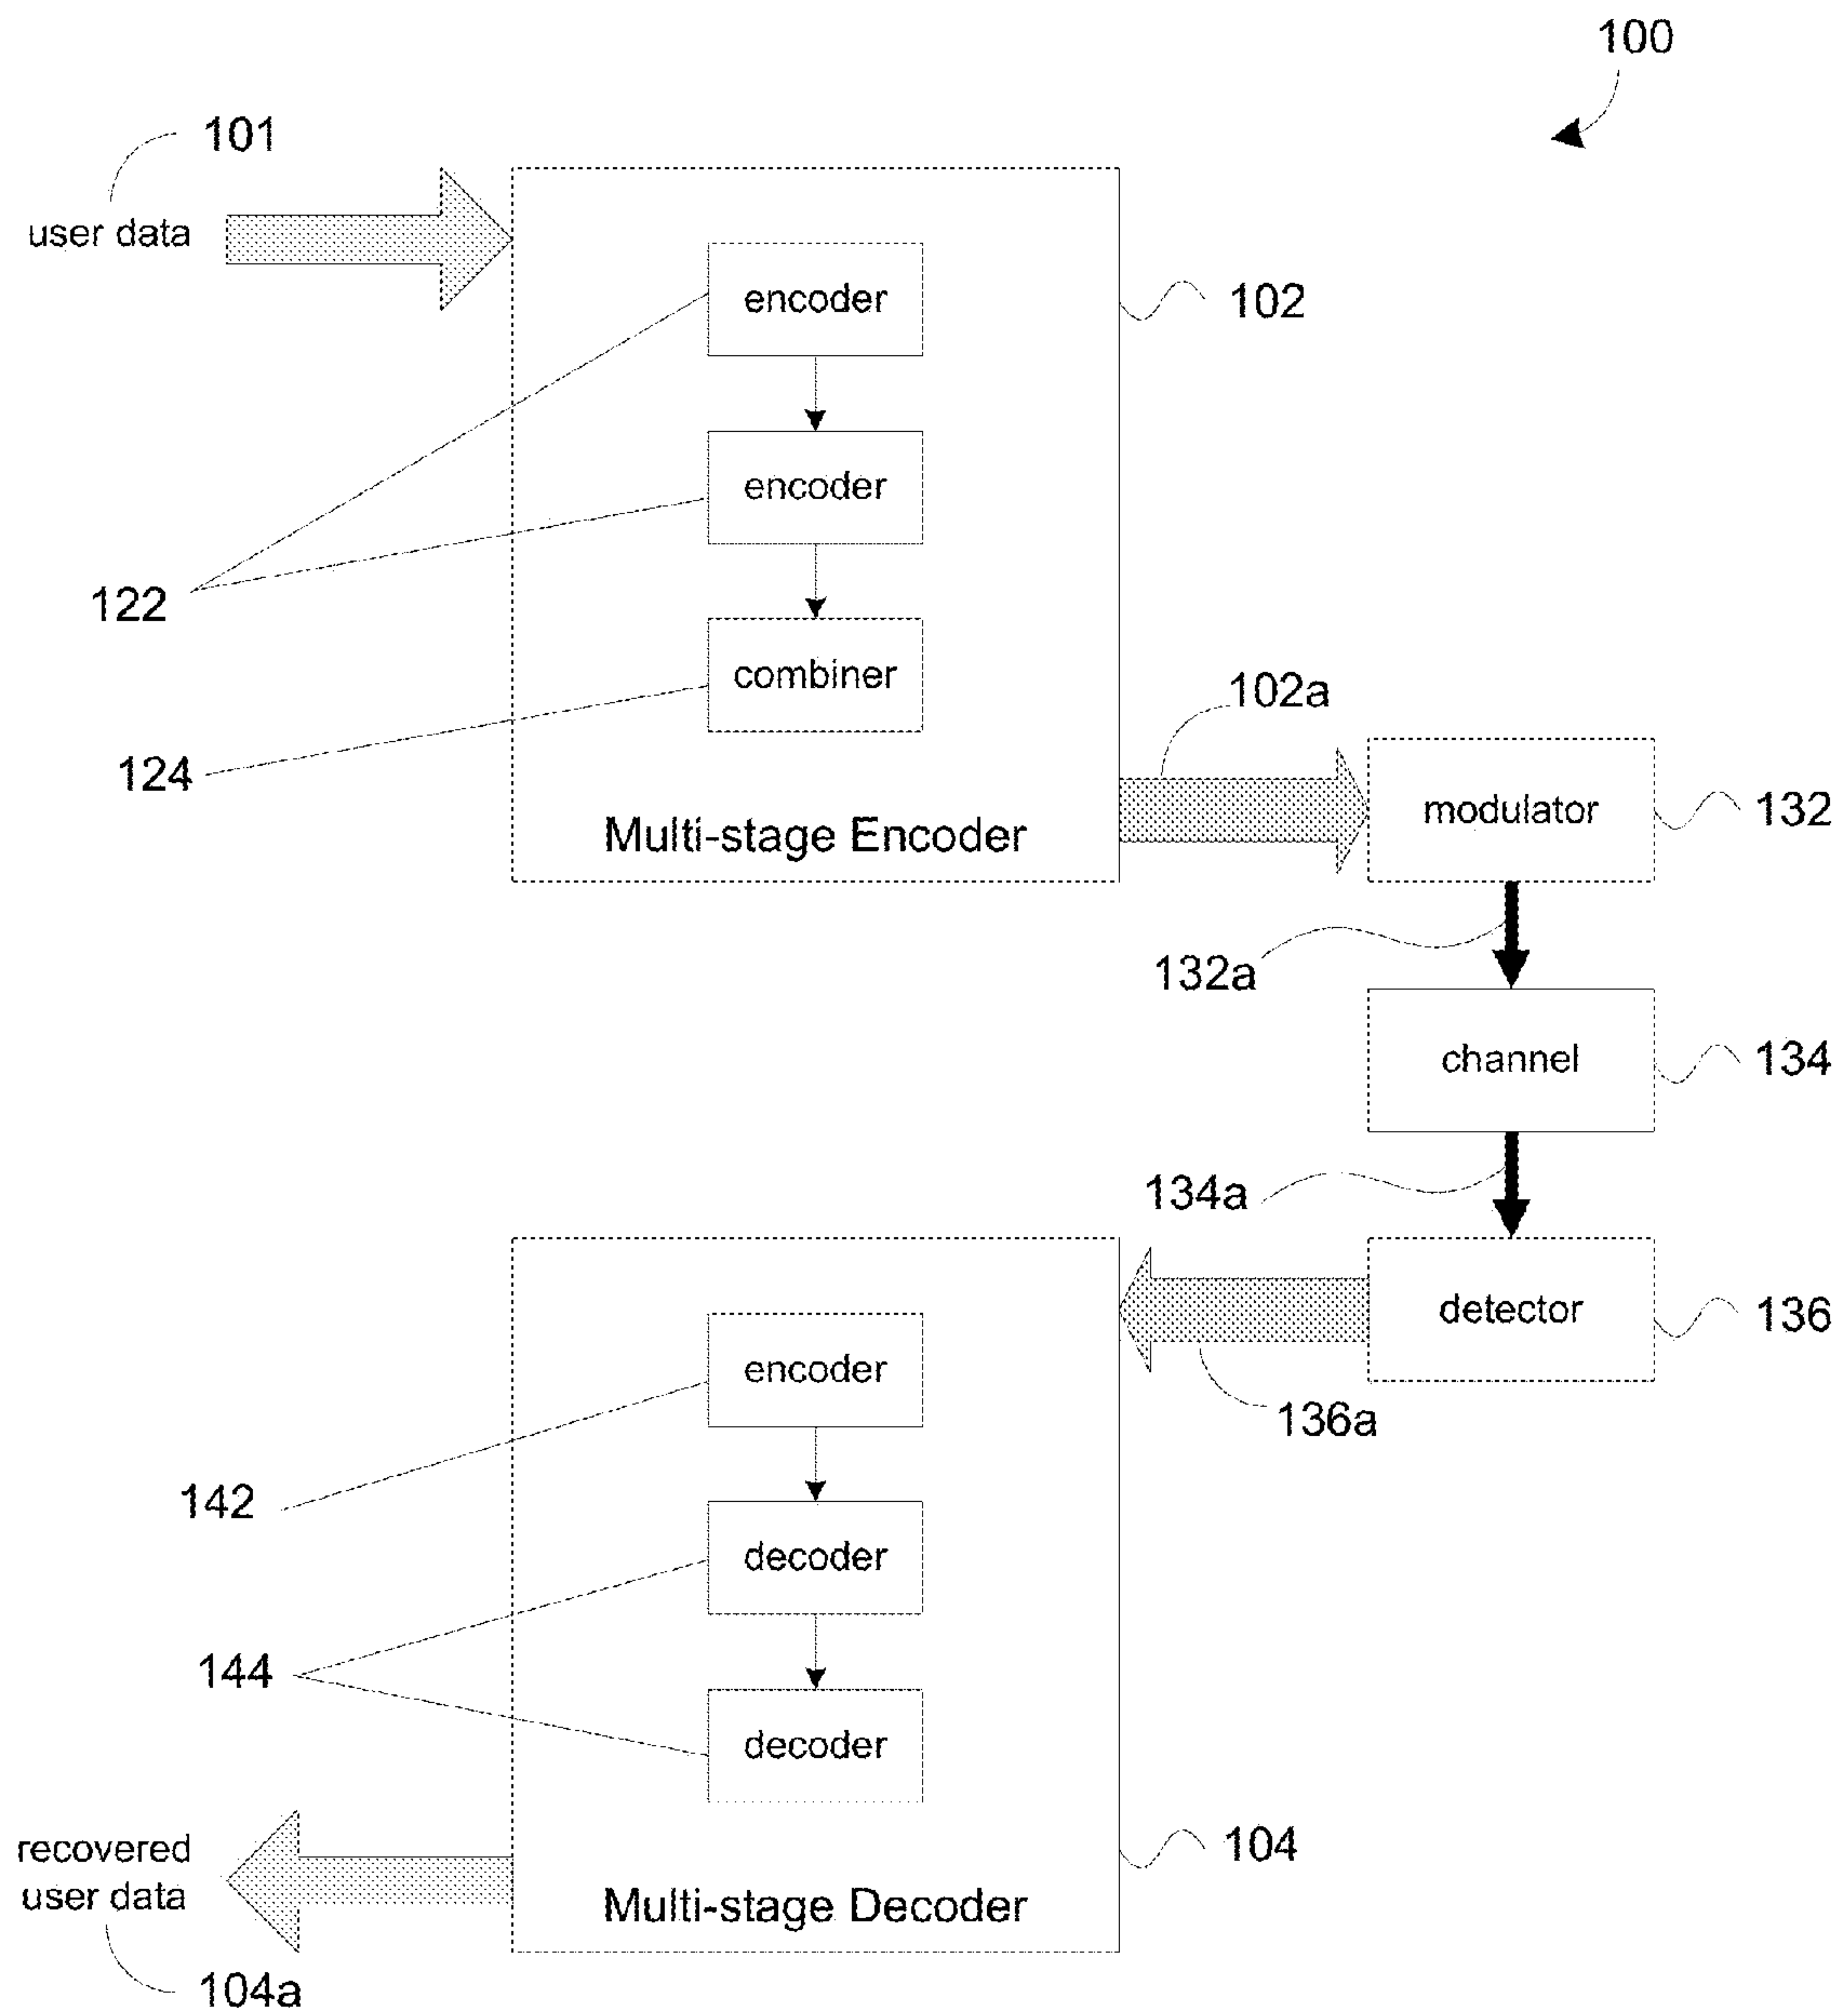 100
101
user data
encoder
102
encoder
122
combiner
102a
124
modulator
132
Multi-stage Encoder
132a
channel
134
134a
detector
136
encoder
136a
142
decoder
144
decoder
recovered
user data
104
Multi-stage Decoder
104a